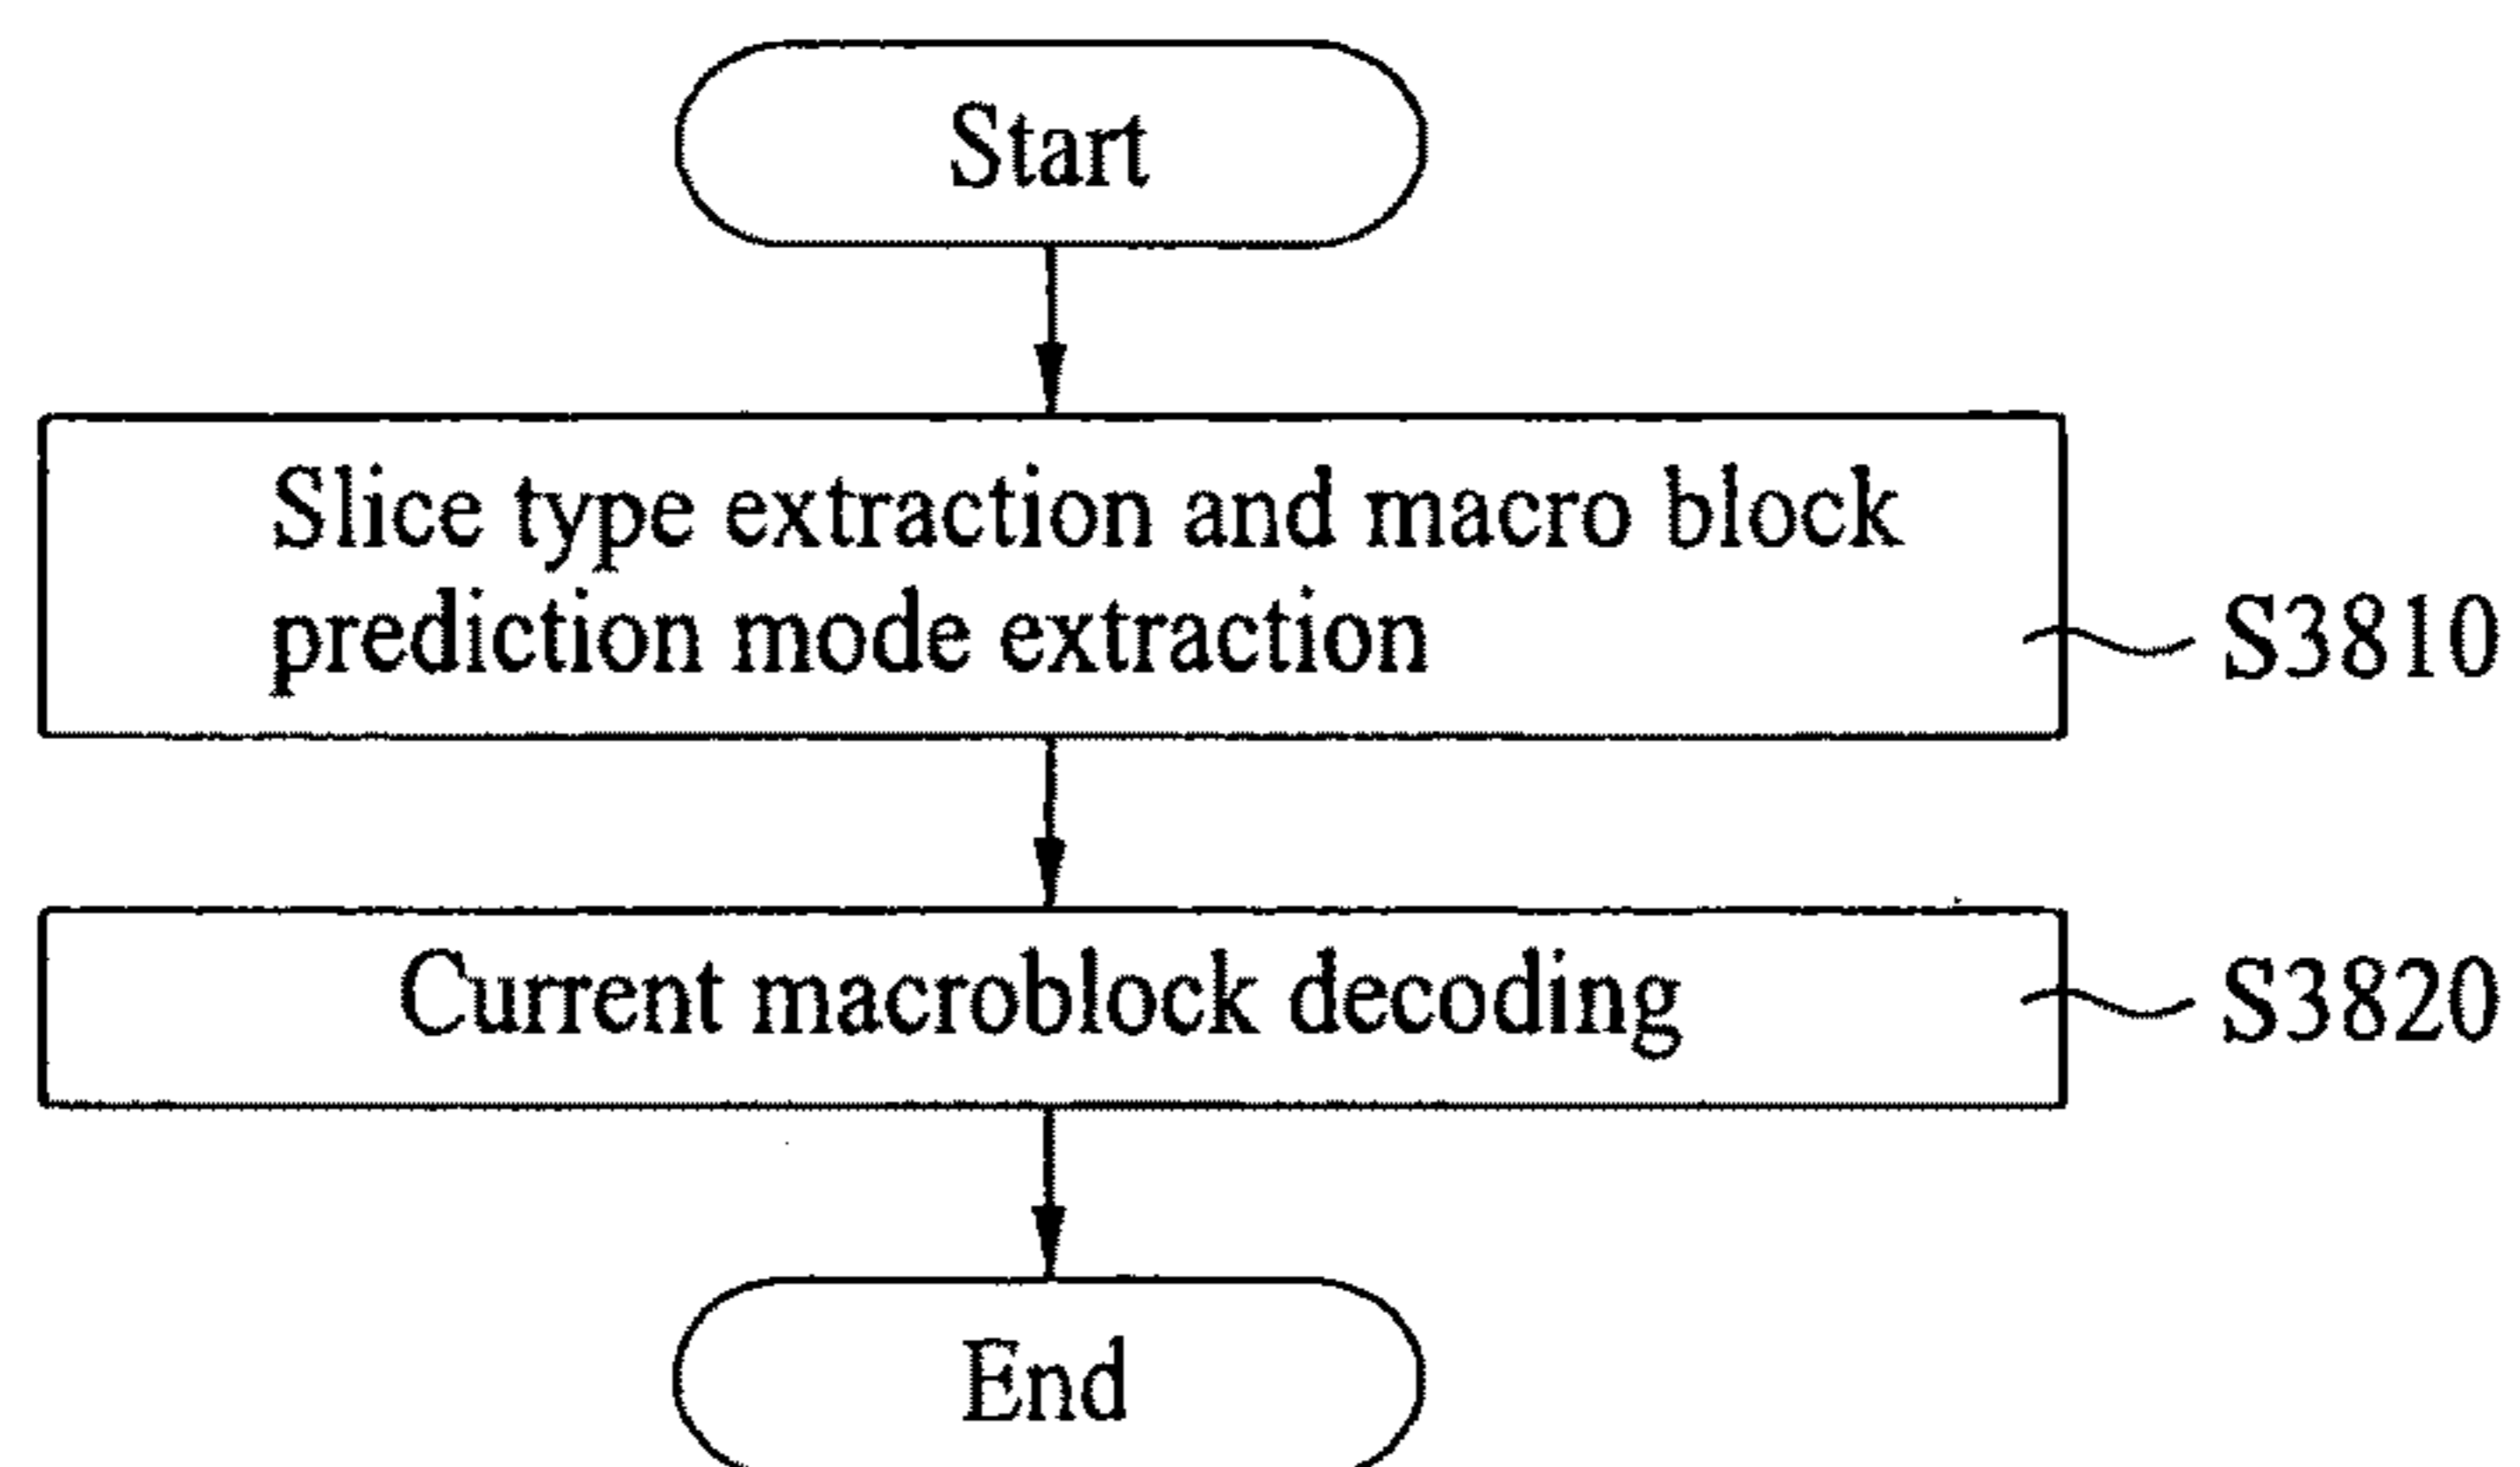 Start
Slice type extraction and macro block
prediction mode extraction
S3810
Current macroblock decoding
S3820
End